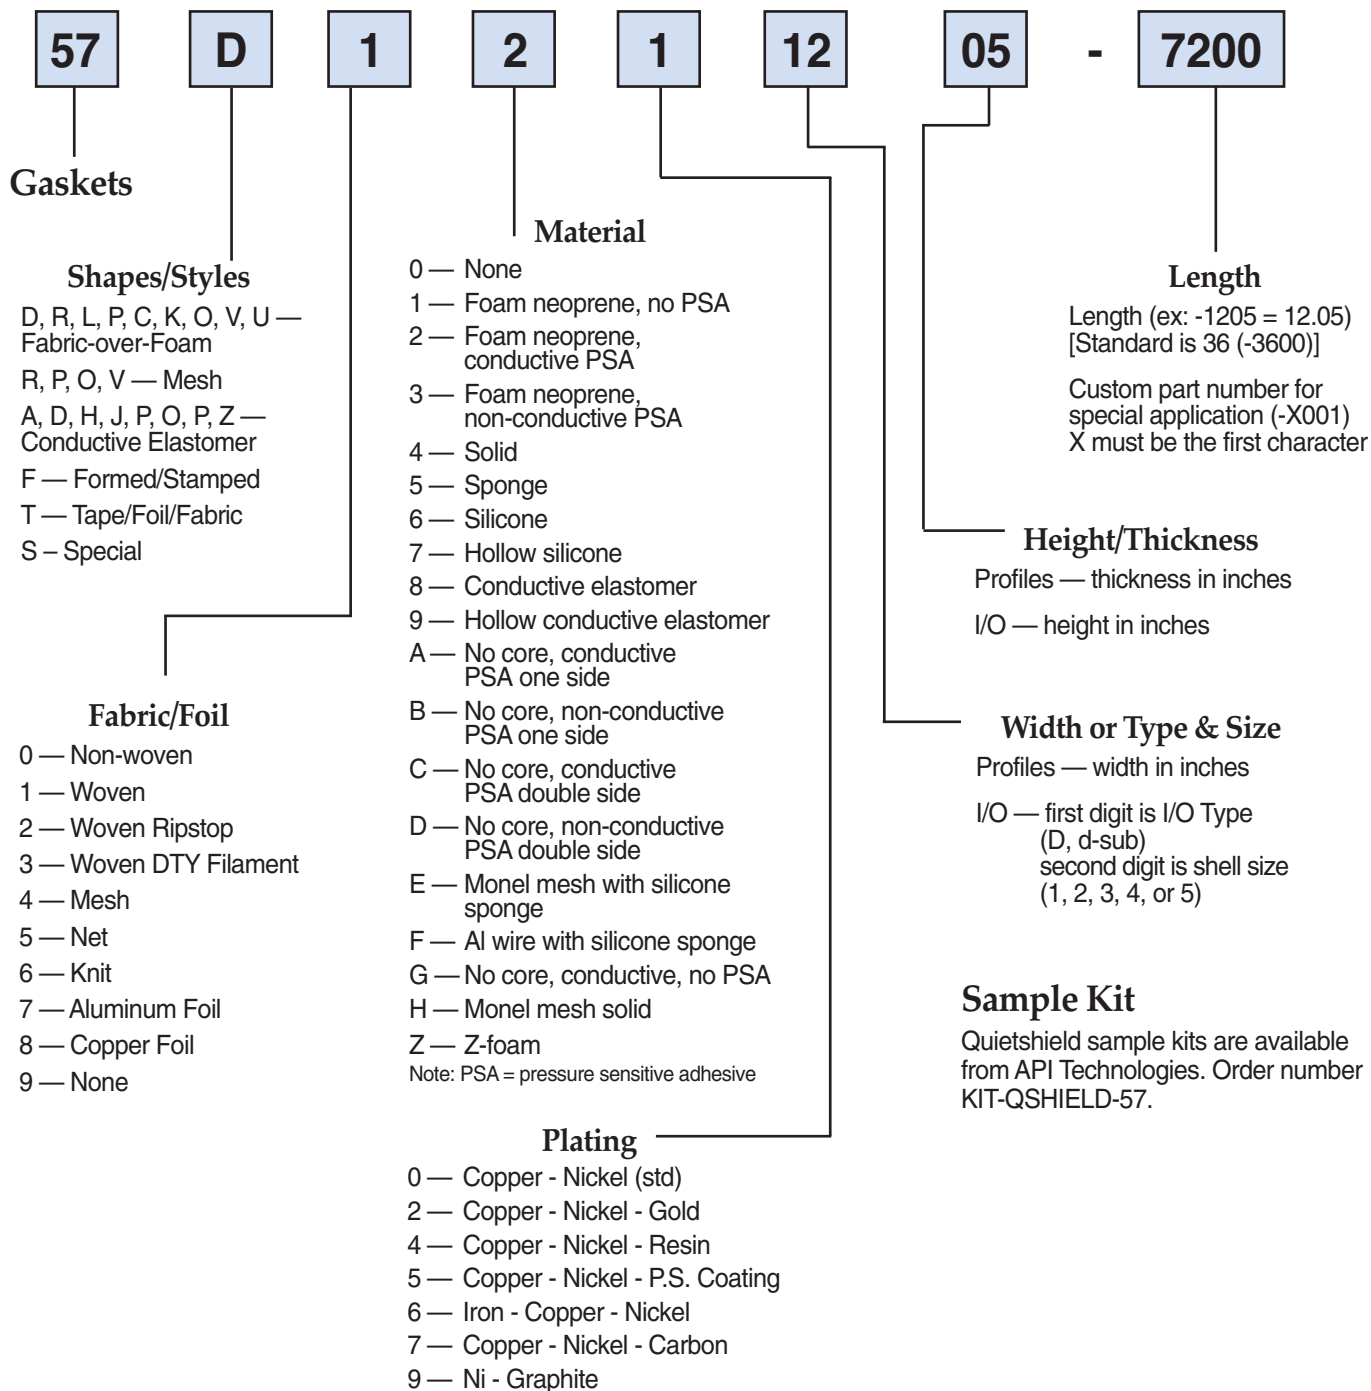 57 D 1 2 1 12 05 - 7200
Gaskets
Shapes/Styles
D, R, L, P, C, K, O, V, U —
Fabric-over-Foam
R, P, O, V — Mesh
A, D, H, J, P, O, P, Z —
Conductive Elastomer
F — Formed/Stamped
T — Tape/Foil/Fabric
S – Special
Fabric/Foil
0 — Non-woven
1 — Woven
2 — Woven Ripstop
3 — Woven DTY Filament
4 — Mesh
5 — Net
6 — Knit
7 — Aluminum Foil
8 — Copper Foil
9 — None
Material
0 — None
1 — Foam neoprene, no PSA
2 — Foam neoprene,
conductive PSA
3 — Foam neoprene,
non-conductive PSA
4 — Solid
5 — Sponge
6 — Silicone
7 — Hollow silicone
8 — Conductive elastomer
9 — Hollow conductive elastomer
A — No core, conductive
PSA one side
B — No core, non-conductive
PSA one side
C — No core, conductive
PSA double side
D — No core, non-conductive
PSA double side
E — Monel mesh with silicone
sponge
F — Al wire with silicone sponge
G — No core, conductive, no PSA
H — Monel mesh solid
Z — Z-foam
Note: PSA = pressure sensitive adhesive
Plating
0 — Copper - Nickel (std)
2 — Copper - Nickel - Gold
4 — Copper - Nickel - Resin
5 — Copper - Nickel - P.S. Coating
6 — Iron - Copper - Nickel
7 — Copper - Nickel - Carbon
9 — Ni - Graphite
Length
Length (ex: -1205 = 12.05)
[Standard is 36 (-3600)]
Custom part number for
special application (-X001)
X must be the first character
Height/Thickness
Profiles — thickness in inches
I/O — height in inches
Width or Type & Size
Profiles — width in inches
I/O — first digit is I/O Type
(D, d-sub)
second digit is shell size
(1, 2, 3, 4, or 5)
Sample Kit
Quietshield sample kits are available
from API Technologies. Order number
KIT-QSHIELD-57.